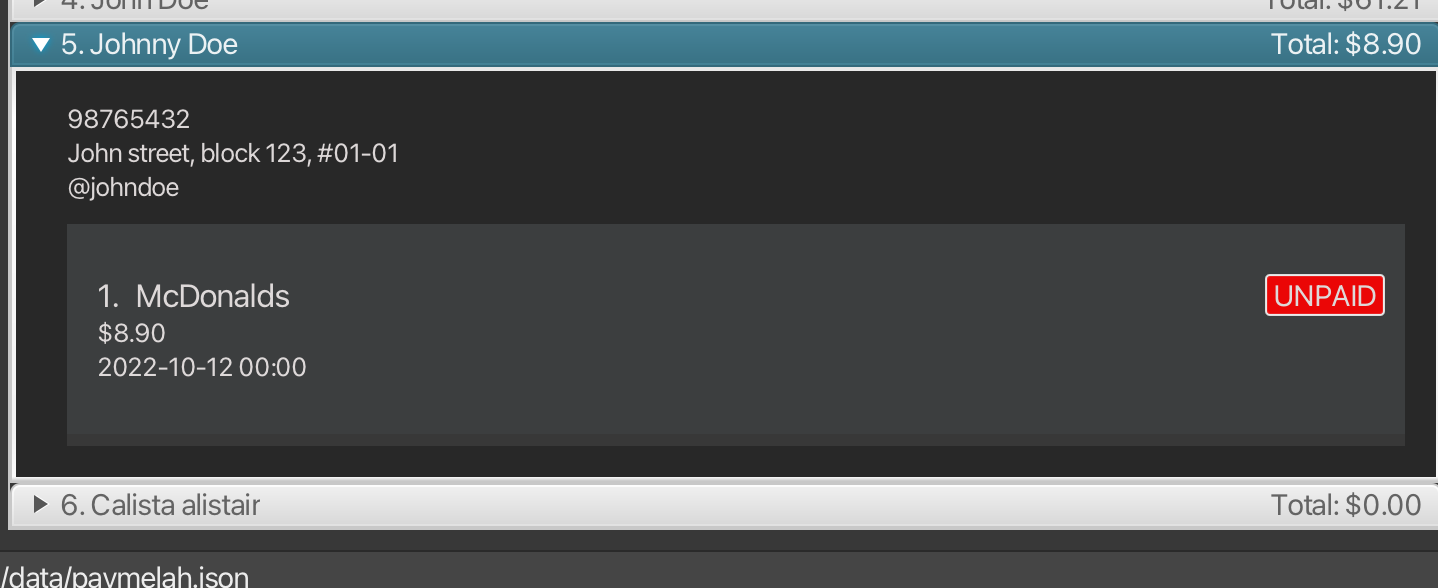 4. John Doe Total: $61.21
5. Johnny Doe Total: $8.90
98765432
John street, block 123, #01-01
@johndoe
1. McDonalds UNPAID
$8.90
2022-10-12 00:00
6. Calista alistair Total: $0.00
/data/paymelah.json